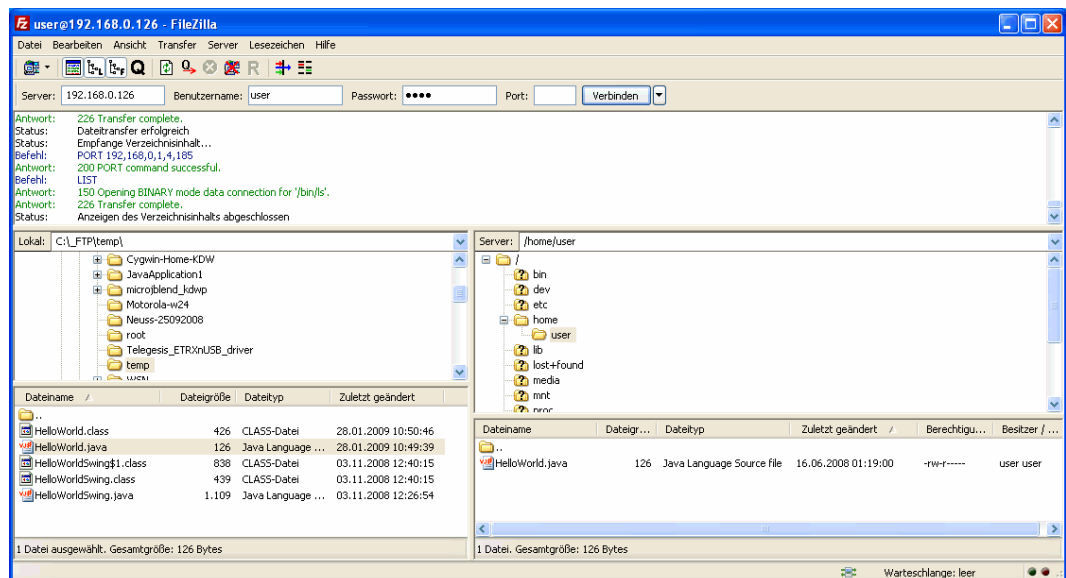 user@192.168.0.126 - FileZilla
Datei Bearbeiten Ansicht Transfer Server Lesezeichen Hilfe
Server: 192.168.0.126 Benutzername: user Passwort: •••• Port: Verbinden
Antwort: 226 Transfer complete.
Status: Dateitransfer erfolgreich
Status: Empfange Verzeichnisinhalt...
Befehl: PORT 192,168,0,1,4,185
Antwort: 200 PORT command successful.
Befehl: LIST
Antwort: 150 Opening BINARY mode data connection for '/bin/ls'.
Antwort: 226 Transfer complete.
Status: Anzeigen des Verzeichnisinhalts abgeschlossen
Lokal: C:\_FTP\temp\
Cygwin-Home-KDW
JavaApplication1
microjblend_kdwp
Motorola-w24
Neuss-25092008
root
Telegesis_ETRXnUSB_driver
temp
WSN
Dateiname Dateigröße Dateityp Zuletzt geändert
..
HelloWorld.class 426 CLASS-Datei 28.01.2009 10:50:46
HelloWorld.java 126 Java Language ... 28.01.2009 10:49:39
HelloWorldSwing$1.class 838 CLASS-Datei 03.11.2008 12:40:15
HelloWorldSwing.class 439 CLASS-Datei 03.11.2008 12:40:15
HelloWorldSwing.java 1.109 Java Language ... 03.11.2008 12:26:54
1 Datei ausgewählt. Gesamtgröße: 126 Bytes
Server: /home/user
/
bin
dev
etc
home
user
lib
lost+found
media
mnt
proc
Dateiname Dateigr... Dateityp Zuletzt geändert Berechtigu... Besitzer / ...
..
HelloWorld.java 126 Java Language Source file 16.06.2008 01:19:00 -rw-r----- user user
1 Datei. Gesamtgröße: 126 Bytes
Warteschlange: leer